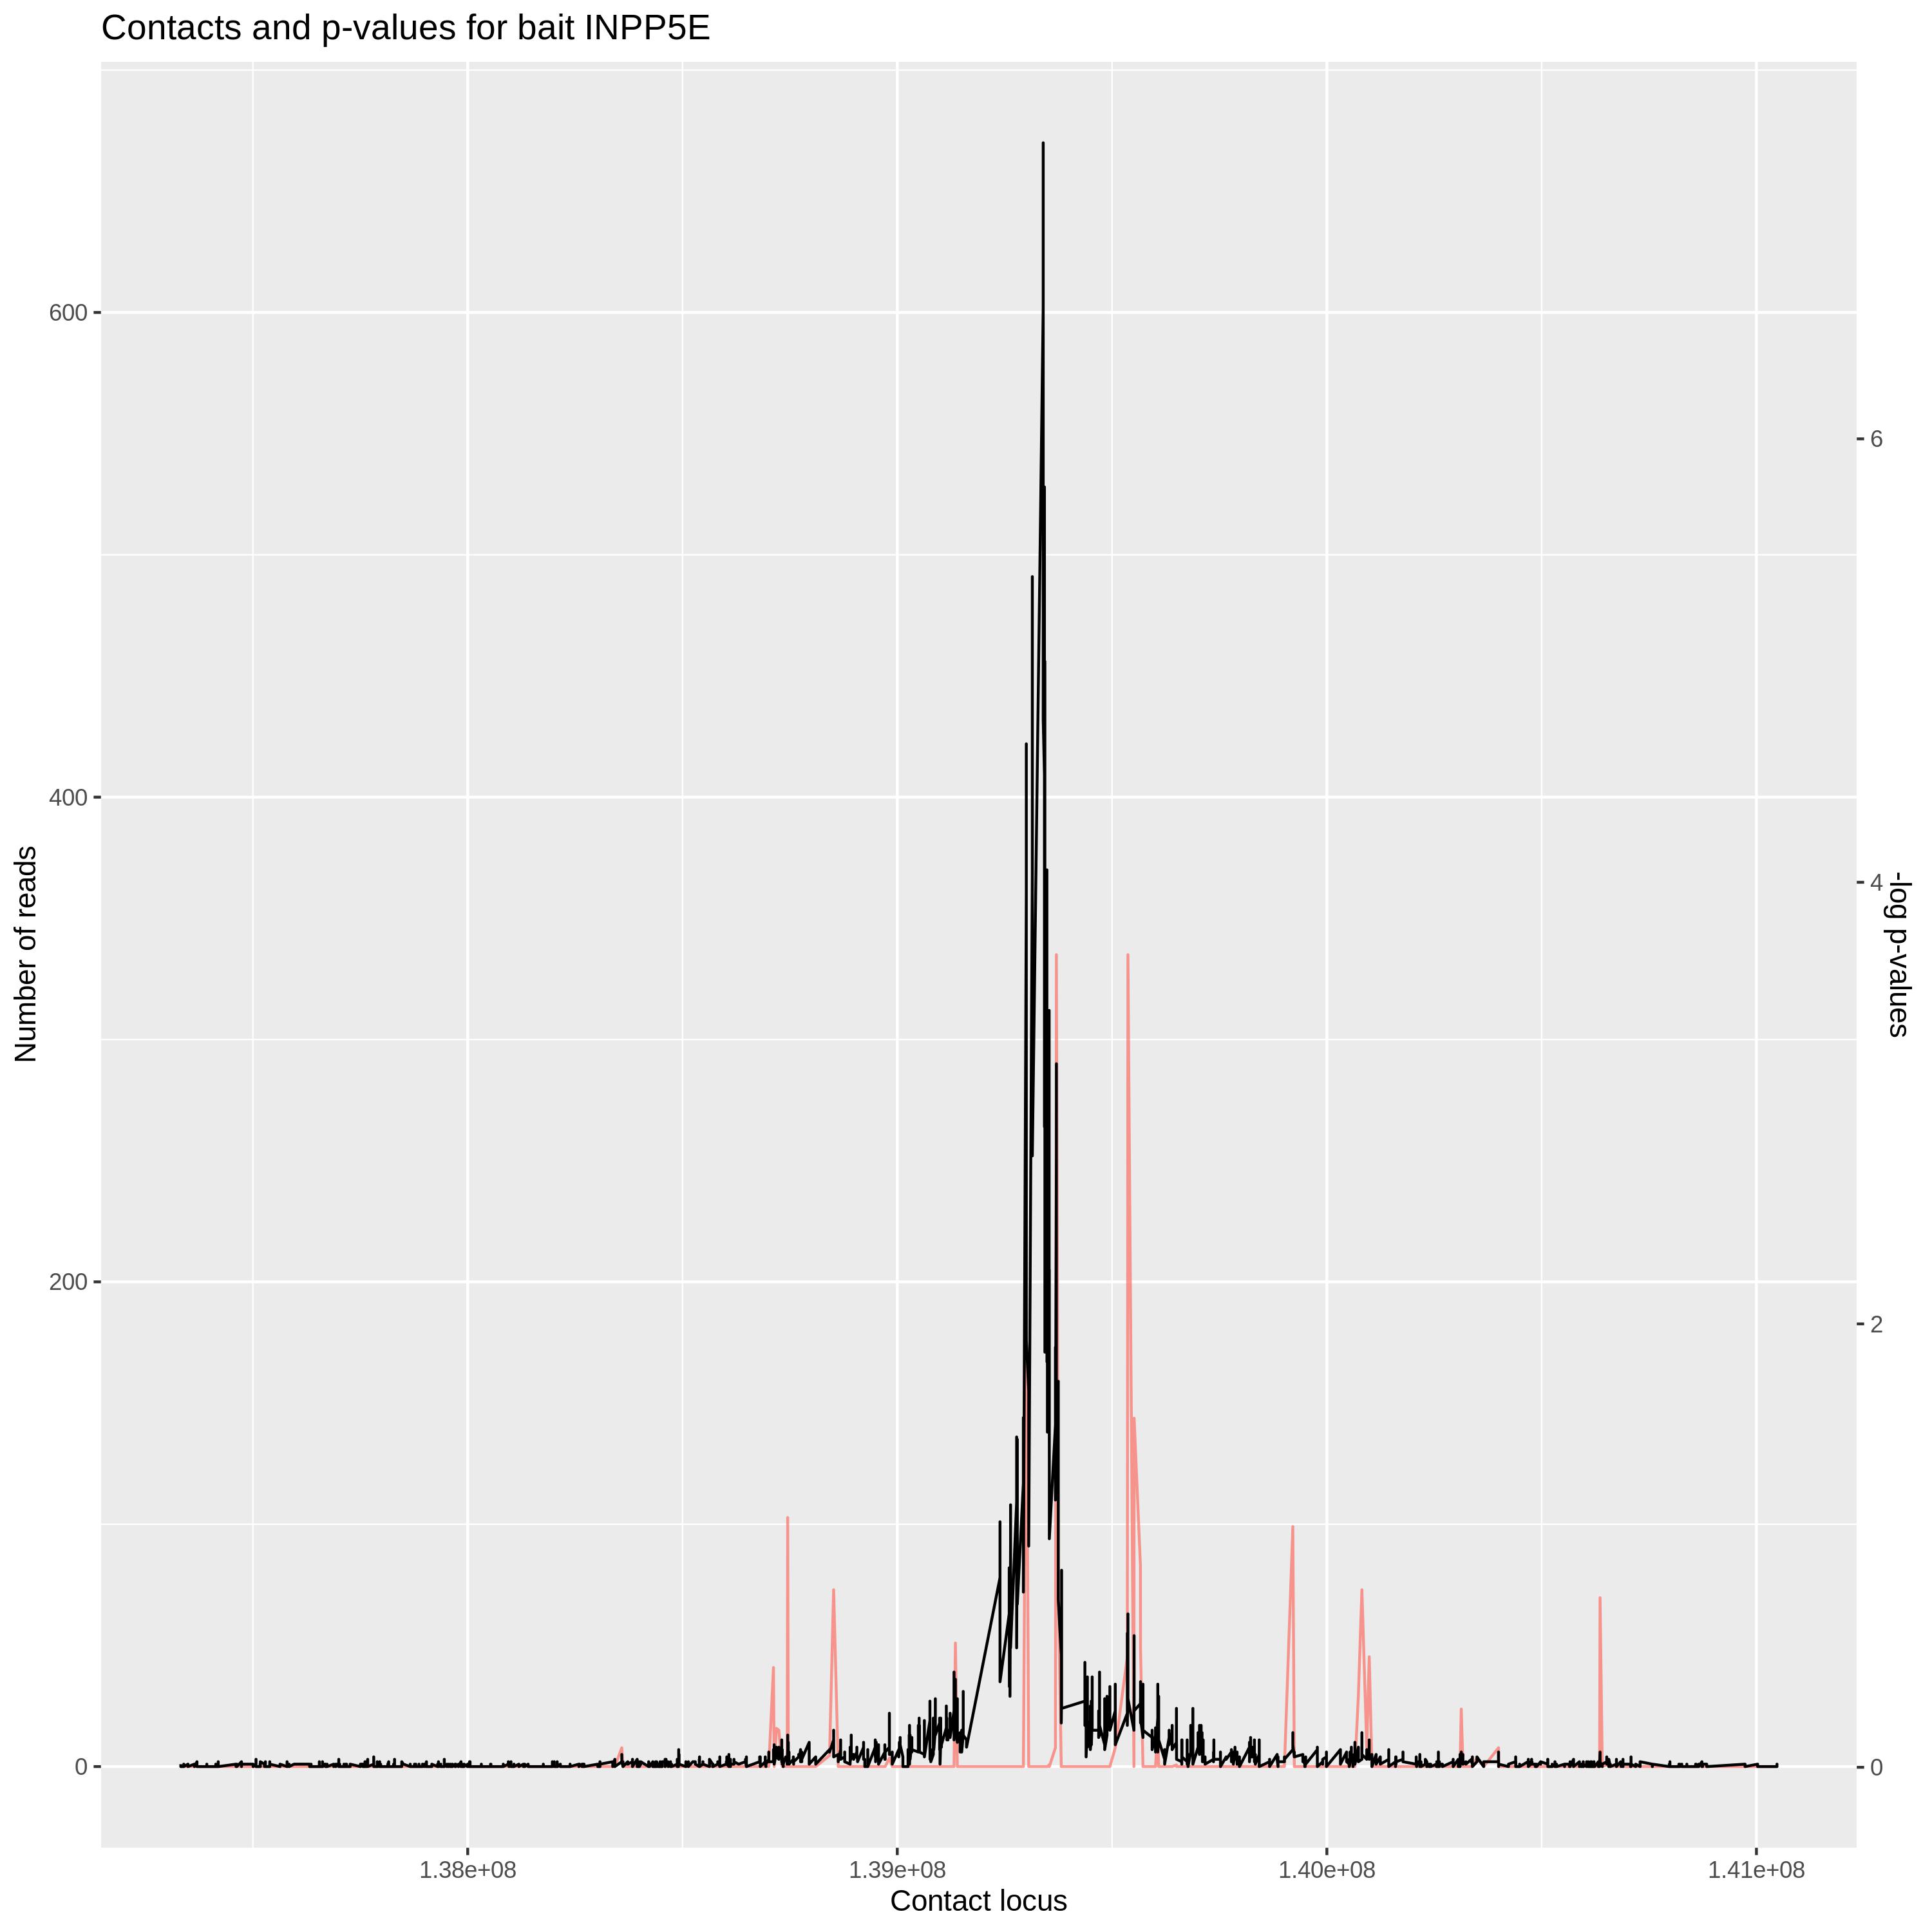 Contacts and p-values for bait INPP5E
600
400
200
0
Number of reads
6
4
2
0
-log p-values
1.38e+08
1.39e+08
1.40e+08
1.41e+08
Contact locus